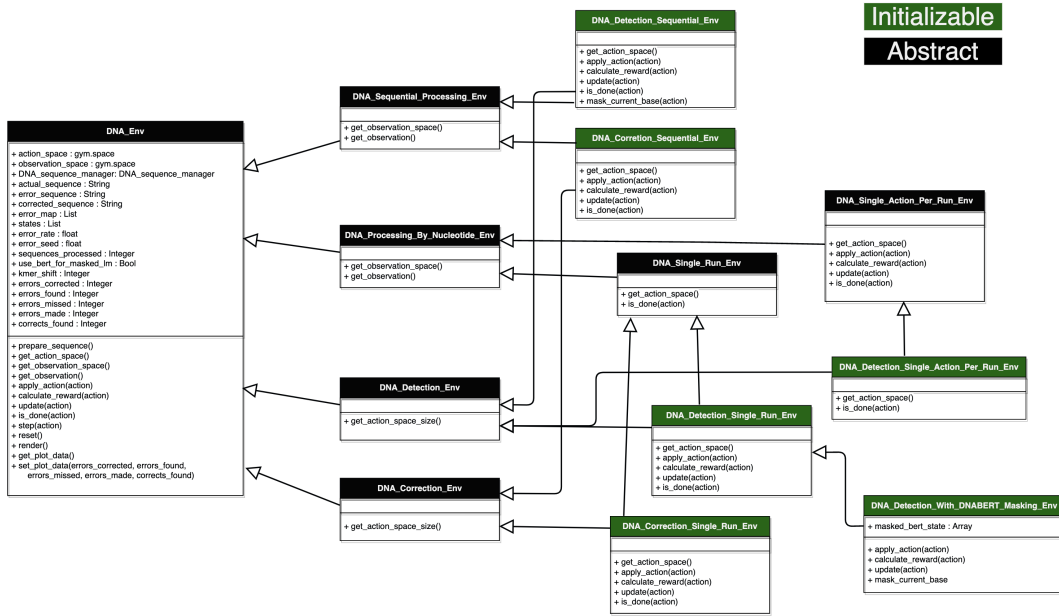 Initializable
Abstract
DNA_Env
+ action_space : gym.space
+ observation_space : gym.space
+ DNA_sequence_manager: DNA_sequence_manager
+ actual_sequence : String
+ error_sequence : String
+ corrected_sequence : String
+ error_map : List
+ states : List
+ error_rate : float
+ error_seed : float
+ sequences_processed : Integer
+ use_bert_for_masked_lm : Bool
+ kmer_shift : Integer
+ errors_corrected : Integer
+ errors_found : Integer
+ errors_missed : Integer
+ errors_made : Integer
+ corrects_found : Integer
+ prepare_sequence()
+ get_action_space()
+ get_observation_space()
+ get_observation()
+ apply_action(action)
+ calculate_reward(action)
+ update(action)
+ is_done(action)
+ step(action)
+ reset()
+ render()
+ get_plot_data()
+ set_plot_data(errors_corrected, errors_found,
errors_missed, errors_made, corrects_found)
DNA_Sequential_Processing_Env
+ get_observation_space()
+ get_observation()
DNA_Processing_By_Nucleotide_Env
+ get_observation_space()
+ get_observation()
DNA_Detection_Env
+ get_action_space_size()
DNA_Correction_Env
+ get_action_space_size()
DNA_Detection_Sequential_Env
+ get_action_space()
+ apply_action(action)
+ calculate_reward(action)
+ update(action)
+ is_done(action)
+ mask_current_base(action)
DNA_Corretion_Sequential_Env
+ get_action_space()
+ apply_action(action)
+ calculate_reward(action)
+ update(action)
+ is_done(action)
DNA_Single_Run_Env
+ get_action_space()
+ is_done(action)
DNA_Single_Action_Per_Run_Env
+ get_action_space()
+ apply_action(action)
+ calculate_reward(action)
+ update(action)
+ is_done(action)
DNA_Detection_Single_Action_Per_Run_Env
+ get_action_space()
+ is_done(action)
DNA_Detection_Single_Run_Env
+ get_action_space()
+ apply_action(action)
+ calculate_reward(action)
+ update(action)
+ is_done(action)
DNA_Detection_With_DNABERT_Masking_Env
+ masked_bert_state : Array
+ apply_action(action)
+ calculate_reward(action)
+ update(action)
+ mask_current_base
DNA_Correction_Single_Run_Env
+ get_action_space()
+ apply_action(action)
+ calculate_reward(action)
+ update(action)
+ is_done(action)